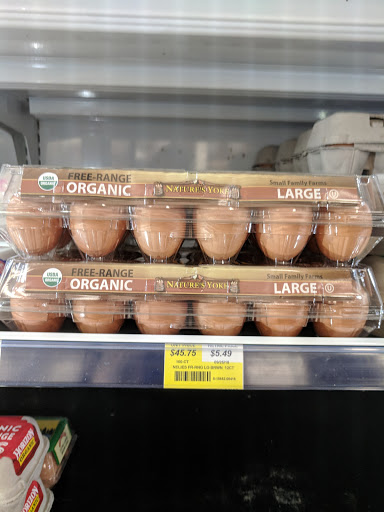 USDA
ORGANIC
FREE-RANGE
ORGANIC
NATURE'S YOKE
Small Family Farms
LARGE
USDA
ORGANIC
FREE-RANGE
ORGANIC
NATURE'S YOKE
Small Family Farms
LARGE
$45.75 $5.49